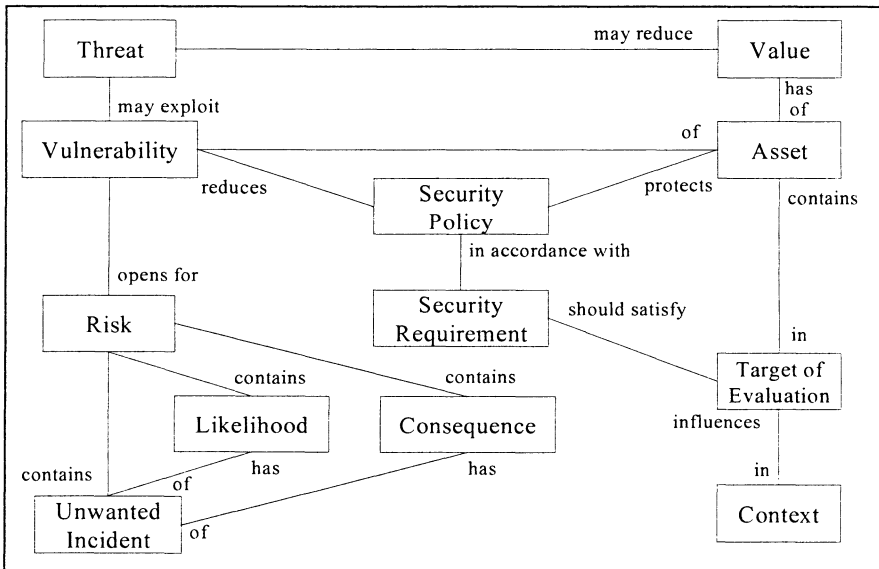 Threat
may reduce
Value
may exploit
has
of
Vulnerability
of
Asset
reduces
Security
Policy
protects
contains
in accordance with
opens for
Risk
Security
Requirement
should satisfy
in
contains
contains
Target of
Evaluation
Likelihood
Consequence
influences
contains
of
has
has
in
Unwanted
Incident
of
Context